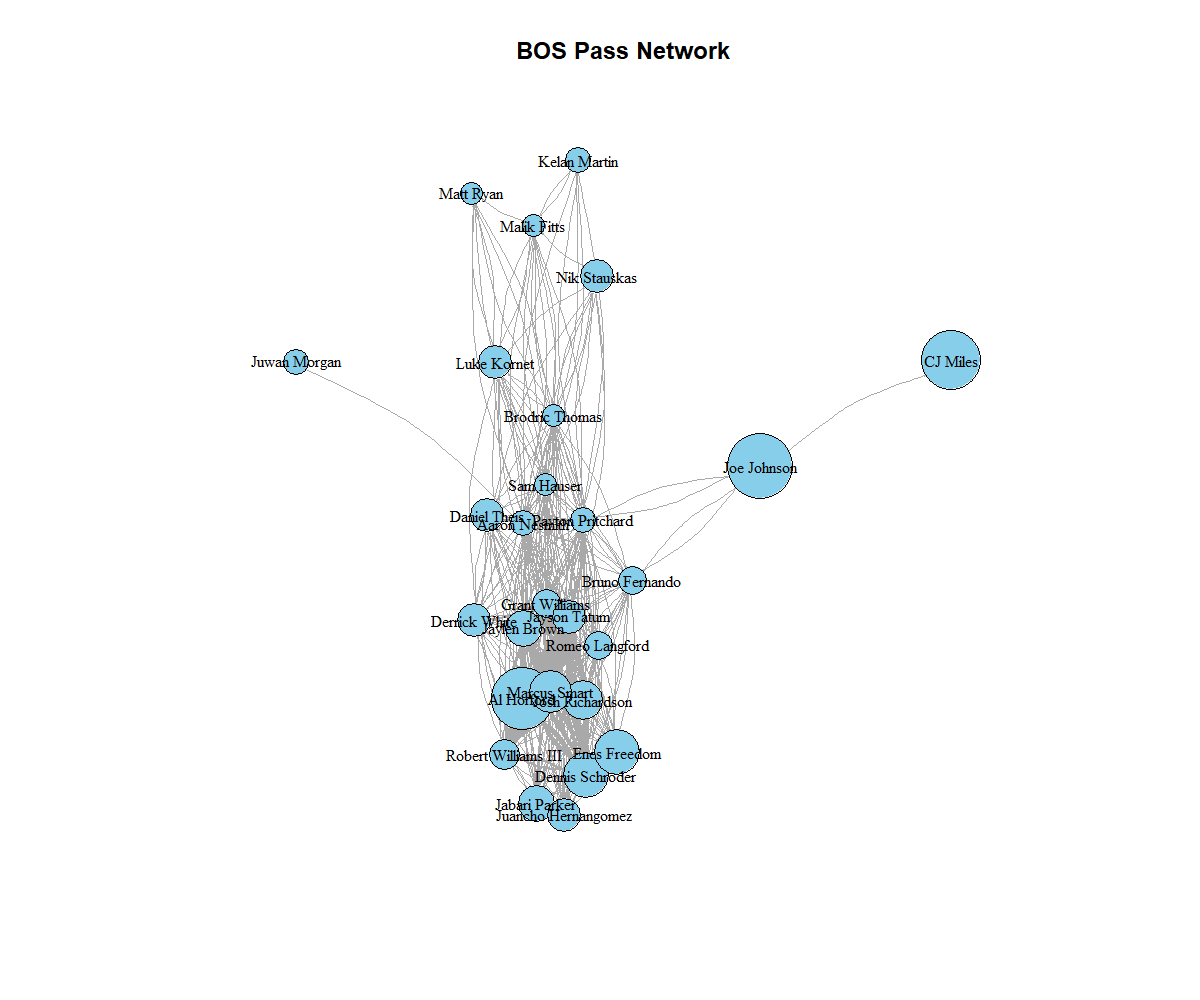 BOS Pass Network
Kelan Martin
Matt Ryan
Malik Fitts
Nik Stauskas
Juwan Morgan
CJ Miles
Luke Kornet
Brodric Thomas
Joe Johnson
Sam Hauser
Daniel Theis
Aaron Nesmith
Payton Pritchard
Bruno Fernando
Grant Williams
Jayson Tatum
Derrick White
Jaylen Brown
Romeo Langford
Marcus Smart
Al Horford
Josh Richardson
Robert Williams III
Enes Freedom
Dennis Schroder
Jabari Parker
Juancho Hernangomez